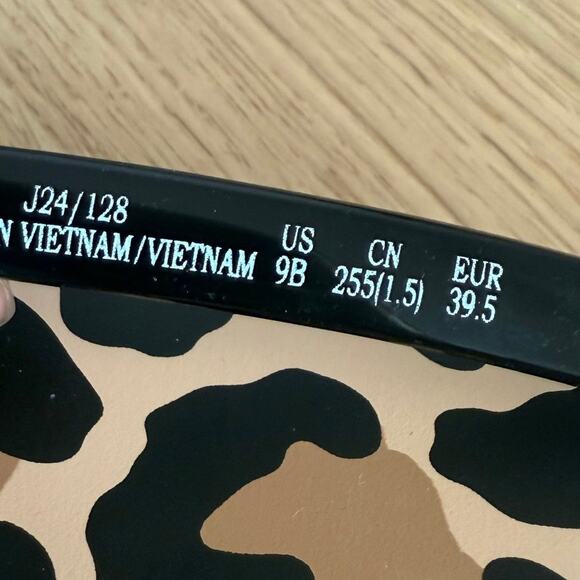 J24/128
N VIETNAM/VIETNAM
US
9B
CN
255(1.5)
EUR
39.5